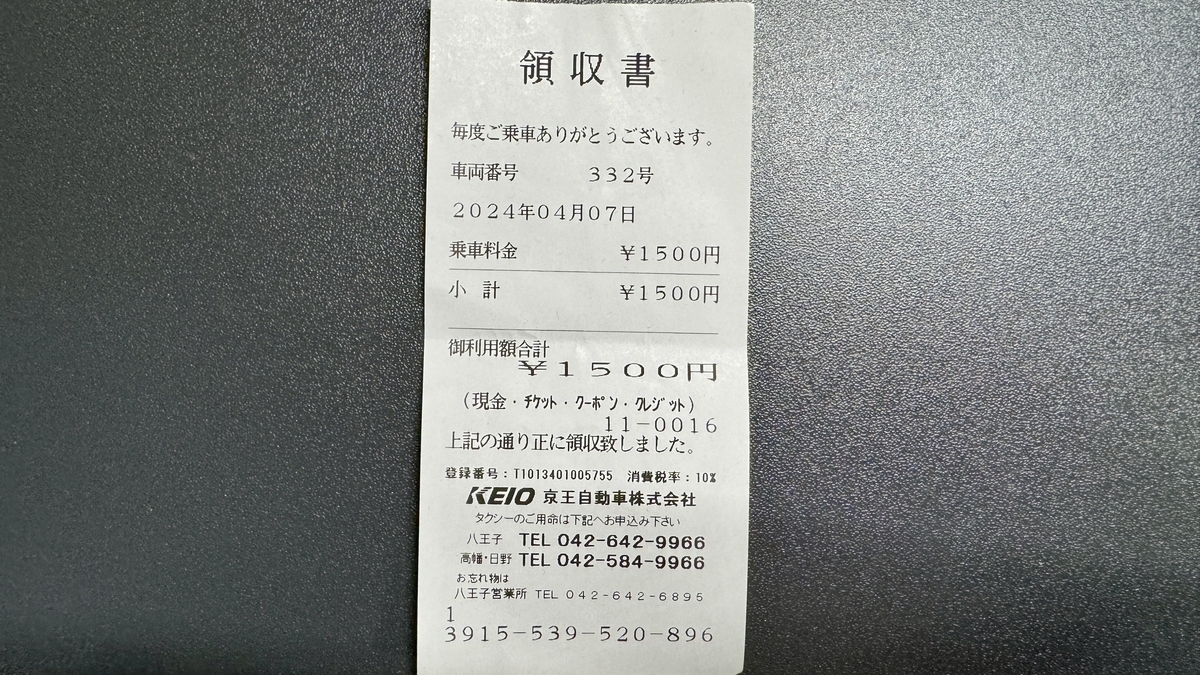 領収書
毎度ご乗車ありがとうございます。
車両番号 332号
2024年04月07日
乗車料金 ¥1500円
小 計 ¥1500円
御利用額合計
¥1500円
(現金・チケット・クーポン・クレジット)
11-0016
上記の通り正に領収致しました。
登録番号:T1013401005755 消費税率:10%
KEIO 京王自動車株式会社
タクシーのご用命は下記へお申込み下さい
八王子 TEL 042-642-9966
高幡・日野 TEL 042-584-9966
お忘れ物は
八王子営業所 TEL 042-642-6895
1
3915-539-520-896